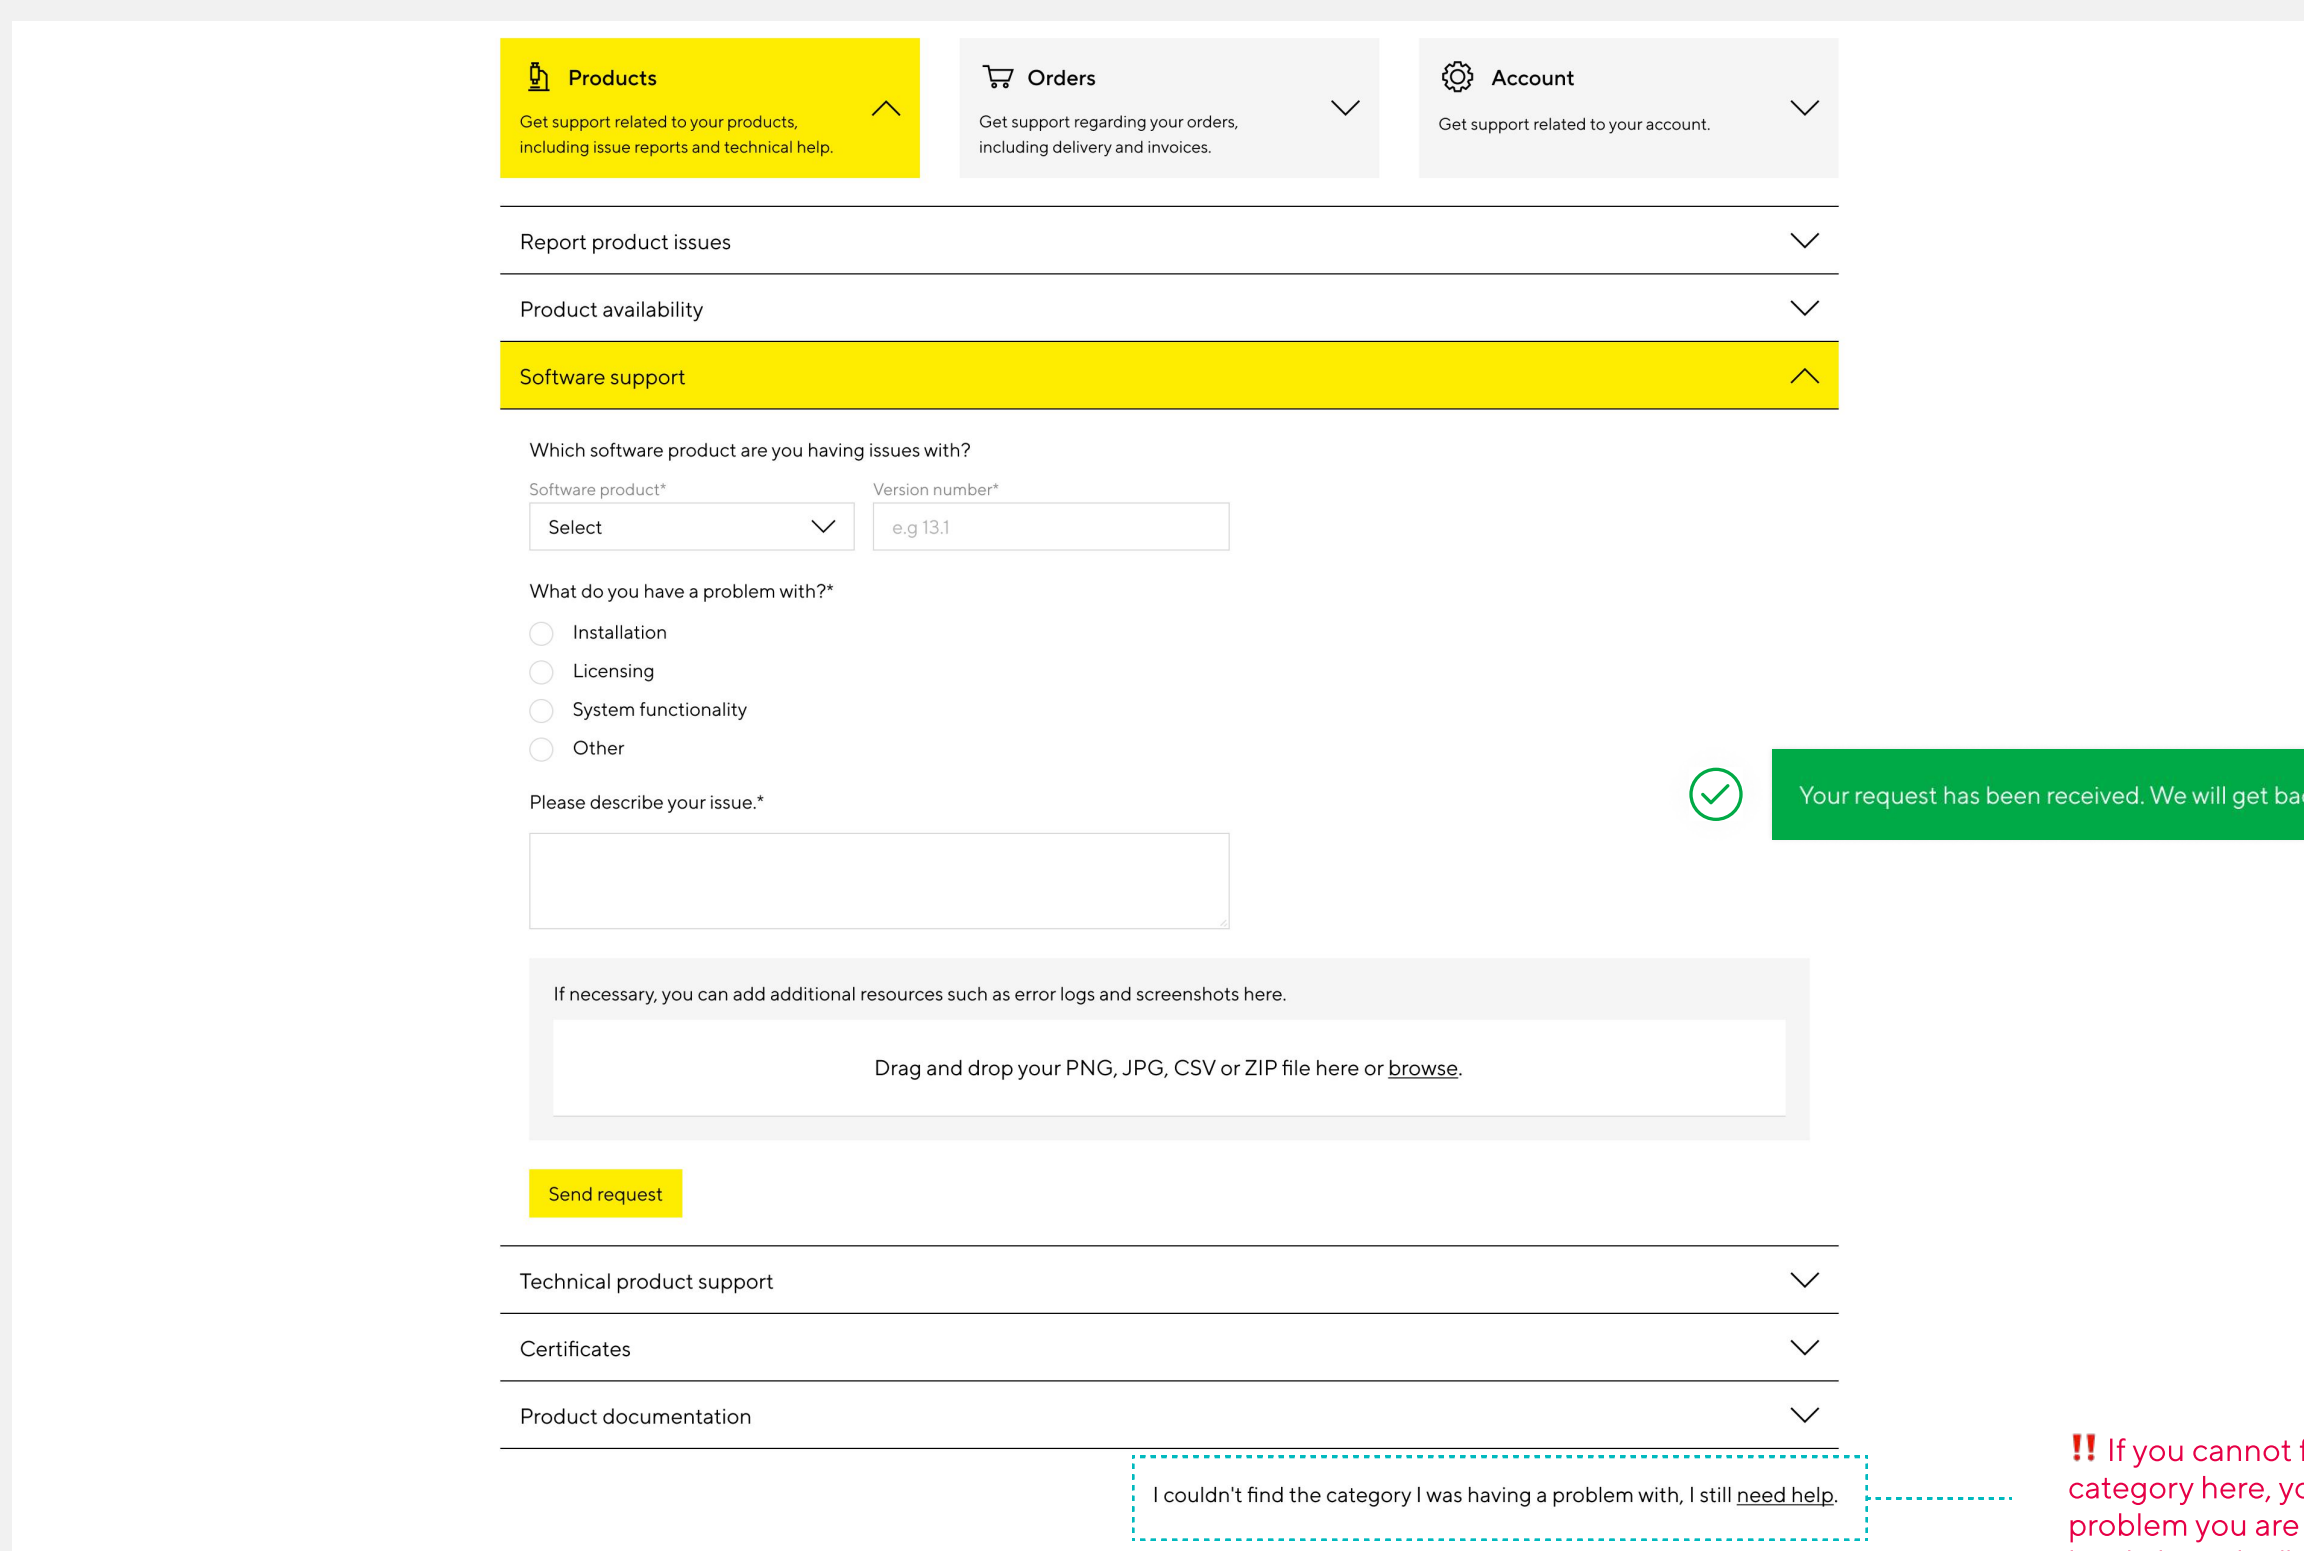 Products
Get support related to your products,
including issue reports and technical help.
Orders
Get support regarding your orders,
including delivery and invoices.
Account
Get support related to your account.
Report product issues
Product availability
Software support
Which software product are you having issues with?
Software product*
Version number*
Select
e.g 13.1
What do you have a problem with?*
Installation
Licensing
System functionality
Other
Your request has been received. We will get
Please describe your issue.*
If necessary, you can add additional resources such as error logs and screenshots here.
Drag and drop your PNG, JPG, CSV or ZIP file here or browse.
Send request
Technical product support
Certificates
Product documentation
I couldn't find the category I was having a problem with, I still need help.
‼ If you cannot
category here,
problem you are